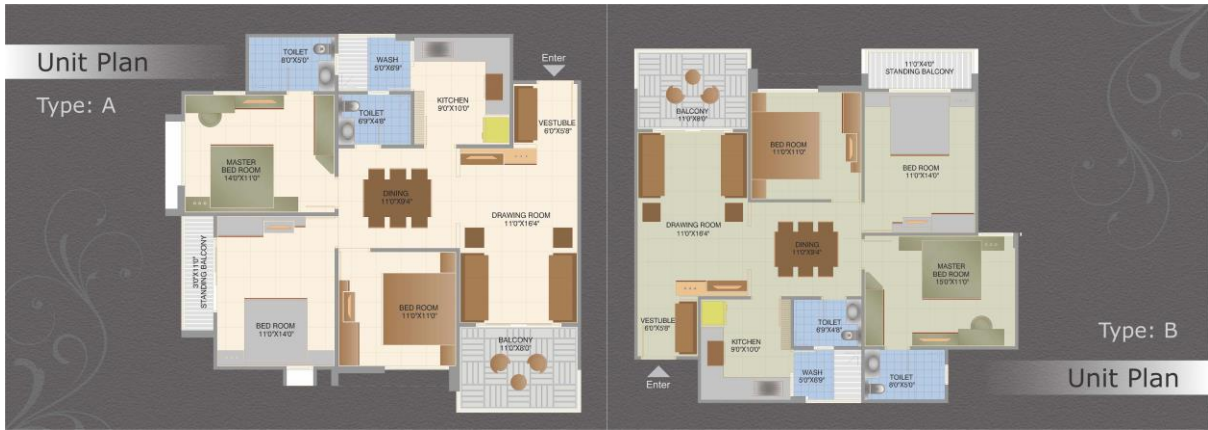 Unit Plan
Type: A
TOILET
8'0"X5'0"
WASH
5'0"X6'9"
Enter
KITCHEN
9'0"X10'0"
TOILET
6'9"X4'8"
VESTUBLE
6'0"X5'8"
MASTER
BED ROOM
14'0"X11'0"
DINING
11'0"X9'4"
DRAWING ROOM
11'0"X16'4"
3'0"X11'0"
STANDING BALCONY
BED ROOM
11'0"X14'0"
BED ROOM
11'0"X11'0"
BALCONY
11'0"X8'0"
11'0"X4'0"
STANDING BALCONY
BALCONY
11'0"X8'0"
BED ROOM
11'0"X11'0"
BED ROOM
11'0"X14'0"
DRAWING ROOM
11'0"X16'4"
DINING
11'0"X9'4"
MASTER
BED ROOM
15'0"X11'0"
VESTUBLE
6'0"X5'8"
TOILET
6'9"X4'8"
KITCHEN
9'0"X10'0"
WASH
5'0"X6'9"
TOILET
8'0"X5'0"
Enter
Type: B
Unit Plan